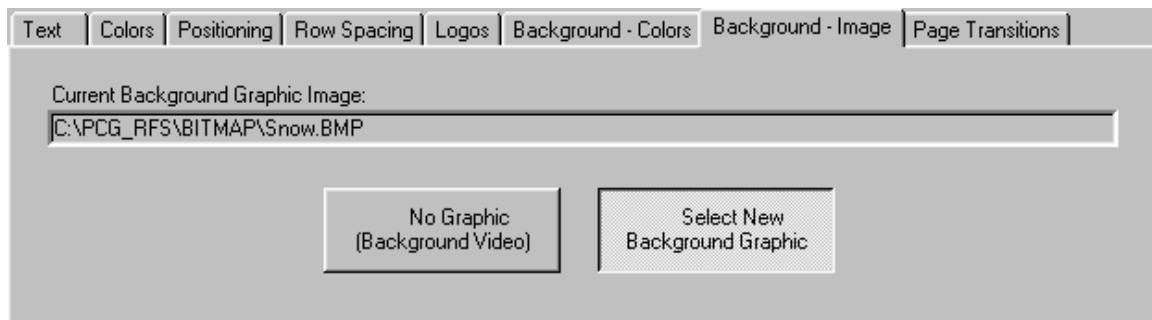 Text Colors Positioning Row Spacing Logos Background - Colors Background - Image Page Transitions
Current Background Graphic Image:
C:\PCG_RFS\BITMAP\Snow.BMP
No Graphic
(Background Video)
Select New
Background Graphic